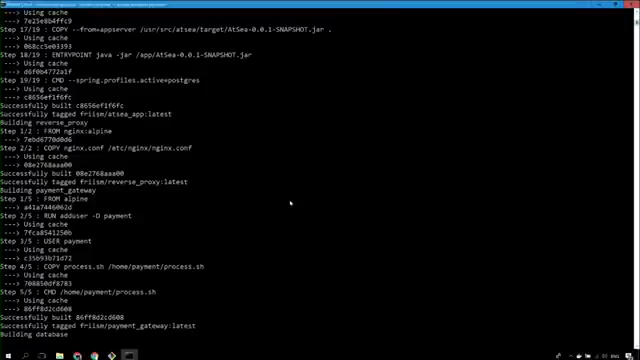 ---> Using cache
---> 7e25e8b4ffc9
Step 17/19 : COPY --from=appserver /usr/src/atsea/target/AtSea-0.0.1-SNAPSHOT.jar .
---> Using cache
---> 068cc5e03393
Step 18/19 : ENTRYPOINT java -jar /app/AtSea-0.0.1-SNAPSHOT.jar
---> Using cache
---> d6f0b4772a1f
Step 19/19 : CMD --spring.profiles.active=postgres
---> Using cache
---> c8656ef1f6fc
Successfully built c8656ef1f6fc
Successfully tagged friism/atsea_app:latest
Building reverse_proxy
Step 1/2 : FROM nginx:alpine
---> 7ebd6770d0d6
Step 2/2 : COPY nginx.conf /etc/nginx/nginx.conf
---> Using cache
---> 08e2768aaa00
Successfully built 08e2768aaa00
Successfully tagged friism/reverse_proxy:latest
Building payment_gateway
Step 1/5 : FROM alpine
---> a41a7446062d
Step 2/5 : RUN adduser -D payment
---> Using cache
---> 7fca8541250b
Step 3/5 : USER payment
---> Using cache
---> c35b93b71d72
Step 4/5 : COPY process.sh /home/payment/process.sh
---> Using cache
---> 708850df8783
Step 5/5 : CMD /home/payment/process.sh
---> Using cache
---> 86ff8d2cd608
Successfully built 86ff8d2cd608
Successfully tagged friism/payment_gateway:latest
Building database
ENG